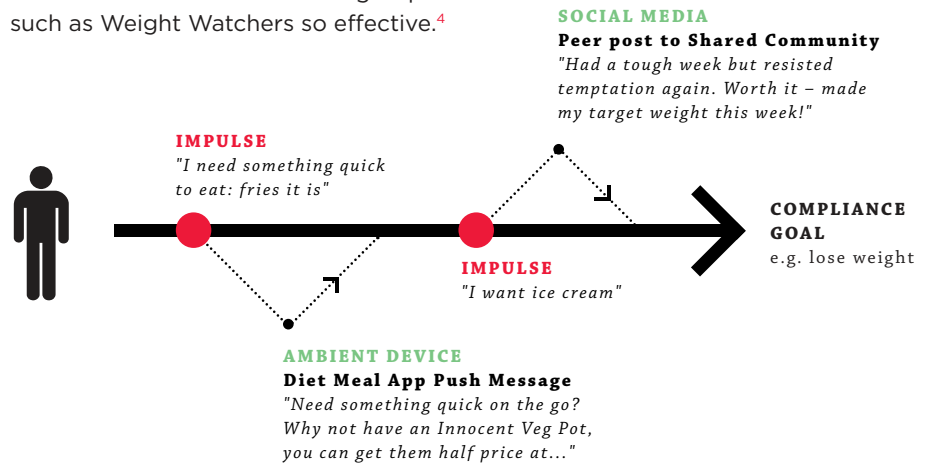 such as Weight Watchers so effective.4
SOCIAL MEDIA
Peer post to Shared Community
"Had a tough week but resisted
temptation again. Worth it – made
my target weight this week!"
IMPULSE
"I need something quick
to eat: fries it is"
COMPLIANCE
GOAL
e.g. lose weight
IMPULSE
"I want ice cream"
AMBIENT DEVICE
Diet Meal App Push Message
"Need something quick on the go?
Why not have an Innocent Veg Pot,
you can get them half price at..."